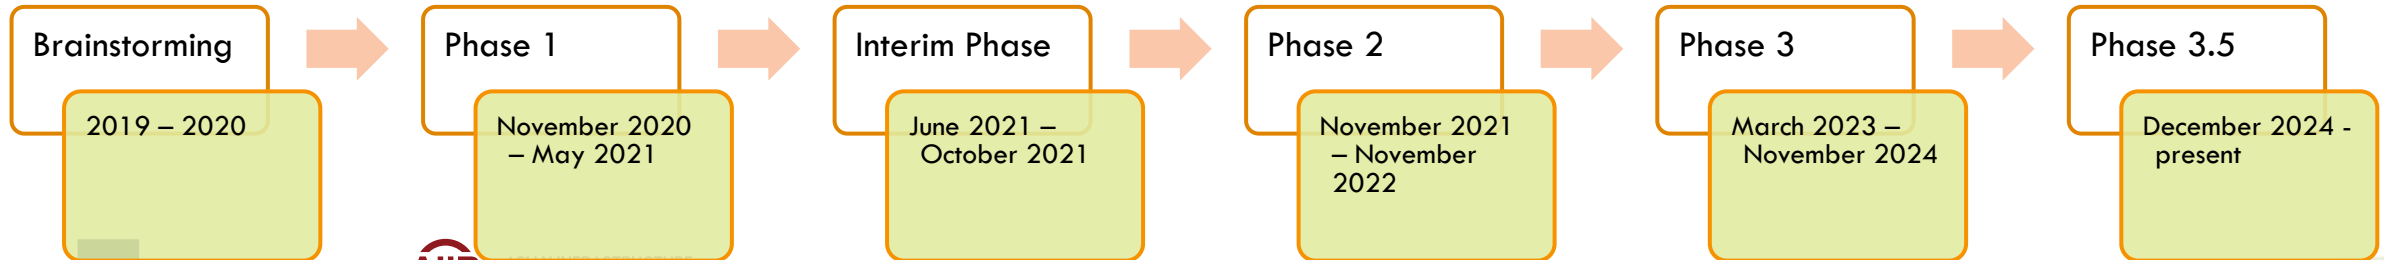 Brainstorming
2019 – 2020
Phase 1
November 2020
– May 2021
Interim Phase
June 2021 –
October 2021
Phase 2
November 2021
– November
2022
Phase 3
March 2023 –
November 2024
Phase 3.5
December 2024 -
present